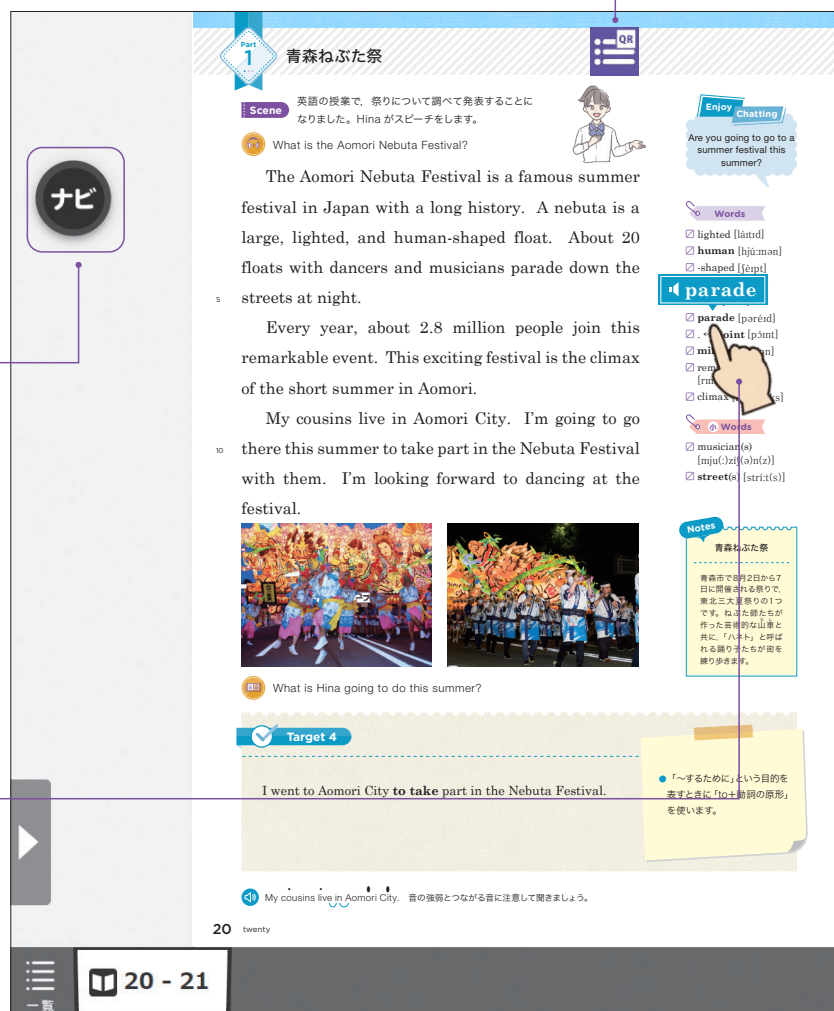 Part
1
青森ねぶた祭
QR
Scene
英語の授業で，祭りについて調べて発表することに
なりました。Hina がスピーチをします。
What is the Aomori Nebuta Festival?
The Aomori Nebuta Festival is a famous summer
festival in Japan with a long history. A nebuta is a
large, lighted, and human-shaped float. About 20
floats with dancers and musicians parade down the
5 streets at night.
Every year, about 2.8 million people join this
remarkable event. This exciting festival is the climax
of the short summer in Aomori.
My cousins live in Aomori City. I'm going to go
10 there this summer to take part in the Nebuta Festival
with them. I'm looking forward to dancing at the
festival.
What is Hina going to do this summer?
Target 4
I went to Aomori City to take part in the Nebuta Festival.
●「〜するために」という目的を
表すときに「to＋動詞の原形」
を使います。
My cousins live in Aomori City. 音の強弱とつながる音に注意して聞きましょう。
20 twenty
Enjoy
Chatting
Are you going to go to a
summer festival this
summer?
Words
lighted [láɪtɪd]
human [hjúːmən]
-shaped [ʃèɪpt]
parade
parade [pəréɪd]
point [pɔ́ɪnt]
climax
小 Words
musician(s)
[mju(ː)zíʃ(ə)n(z)]
street(s) [striːt(s)]
Notes
青森ねぶた祭
青森市で8月2日から7
日に開催される祭りで，
東北三大夏祭りの1つ
です。ねぶた師たちが
作った芸術的な山車と
共に，「ハネト」と呼ば
れる踊り子たちが街を
練り歩きます。
ナビ
一覧
20 - 21